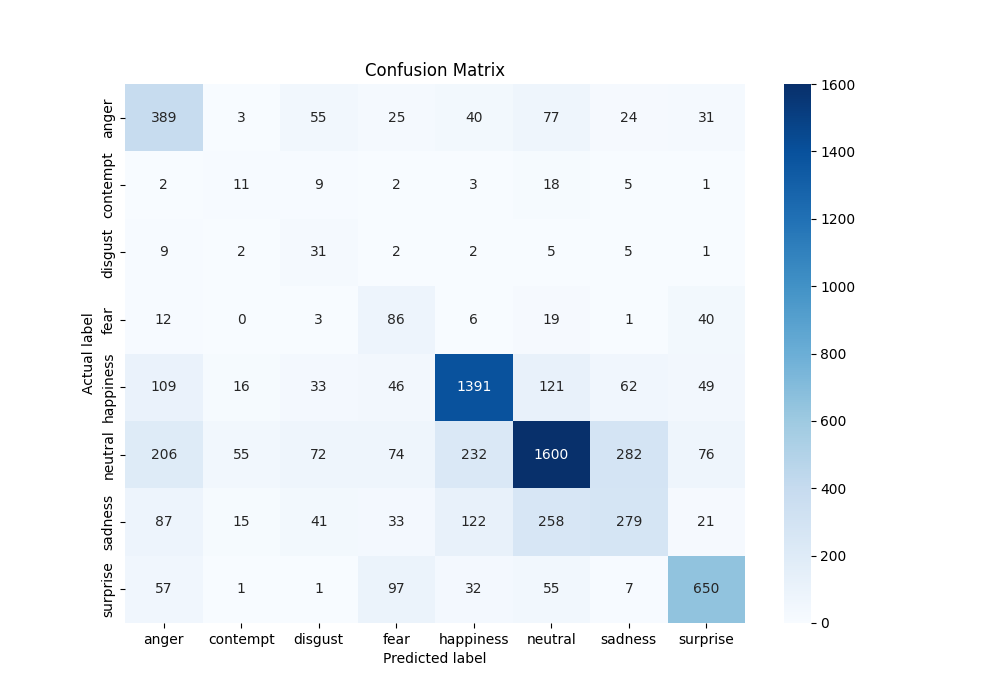 Confusion Matrix
Actual label
anger 389 3 55 25 40 77 24 31
contempt 2 11 9 2 3 18 5 1
disgust 9 2 31 2 2 5 5 1
fear 12 0 3 86 6 19 1 40
happiness 109 16 33 46 1391 121 62 49
neutral 206 55 72 74 232 1600 282 76
sadness 87 15 41 33 122 258 279 21
surprise 57 1 1 97 32 55 7 650
anger contempt disgust fear happiness neutral sadness surprise
Predicted label
1600
1400
1200
1000
800
600
400
200
0